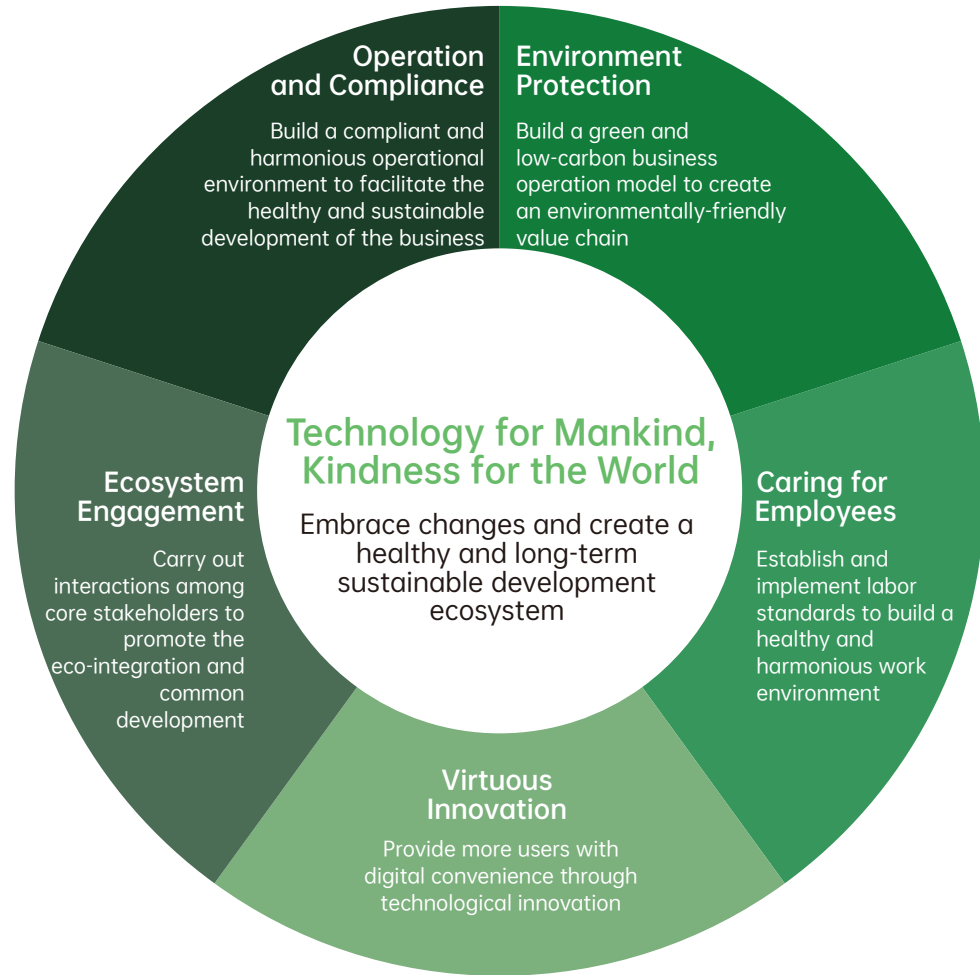 Operation
and Compliance
Build a compliant and
harmonious operational
environment to facilitate the
healthy and sustainable
development of the business
Environment
Protection
Build a green and
low-carbon business
operation model to create
an environmentally-friendly
value chain
Technology for Mankind,
Kindness for the World
Embrace changes and create a
healthy and long-term
sustainable development
ecosystem
Ecosystem
Engagement
Carry out
interactions among
core stakeholders to
promote the
eco-integration and
common
development
Caring for
Employees
Establish and
implement labor
standards to build a
healthy and
harmonious work
environment
Virtuous
Innovation
Provide more users with
digital convenience through
technological innovation